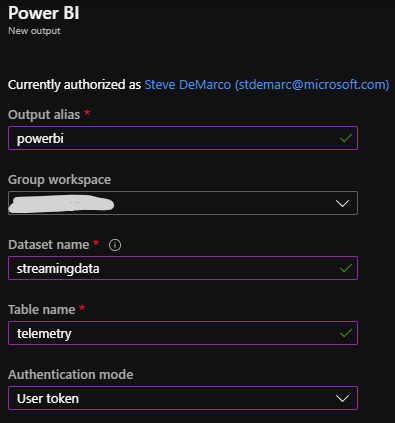 Power BI
New output
Currently authorized as Steve DeMarco (stdemarc@microsoft.com)
Output alias *
powerbi
Group workspace
Dataset name *
streamingdata
Table name *
telemetry
Authentication mode
User token